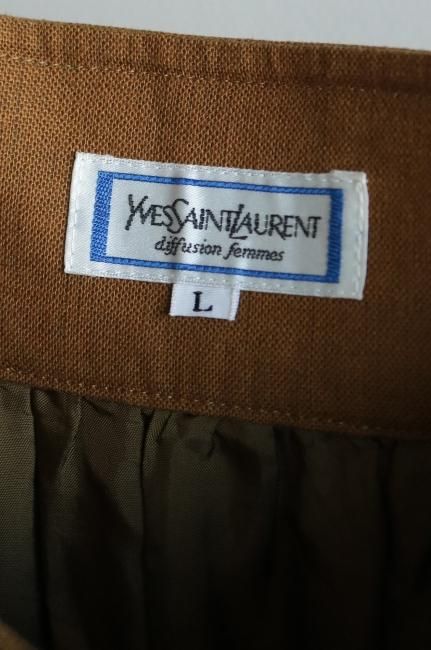 YVESSAINTLAURENT
diffusion femmes
L